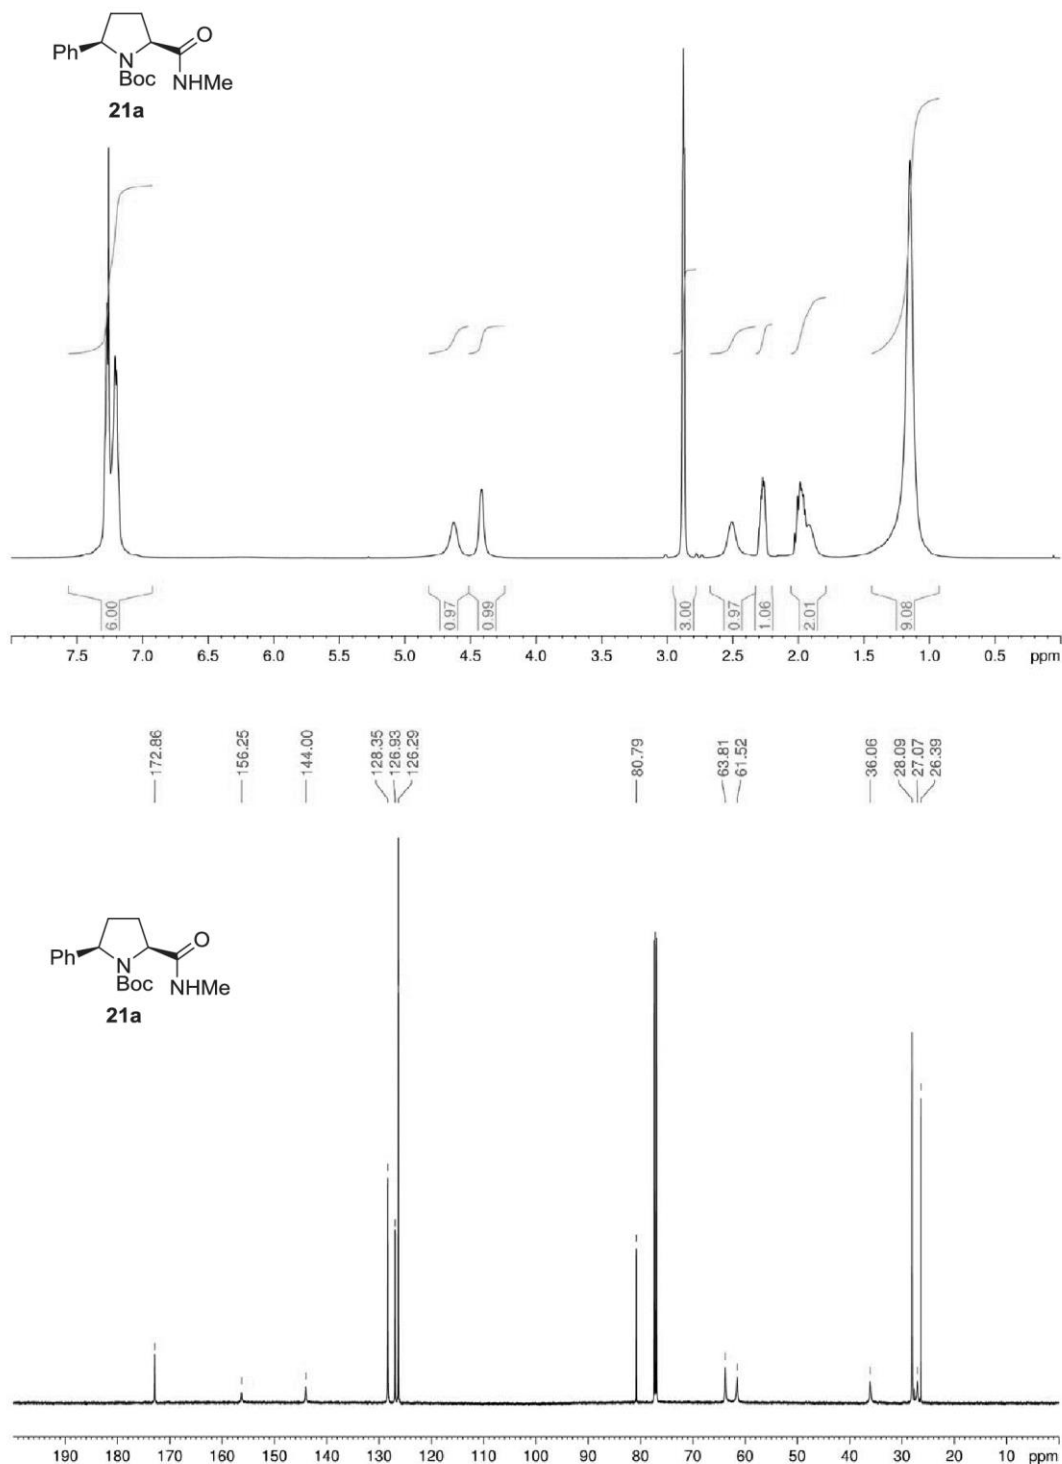 Ph
N
O
Boc
NHMe
21a
6.00
0.97
0.99
3.00
0.97
1.06
2.01
9.08
7.5 7.0 6.5 6.0 5.5 5.0 4.5 4.0 3.5 3.0 2.5 2.0 1.5 1.0 0.5 ppm
172.86
156.25
144.00
128.35
126.93
126.29
80.79
63.81
61.52
36.06
28.09
27.07
26.39
Ph
N
O
Boc
NHMe
21a
190 180 170 160 150 140 130 120 110 100 90 80 70 60 50 40 30 20 10 ppm